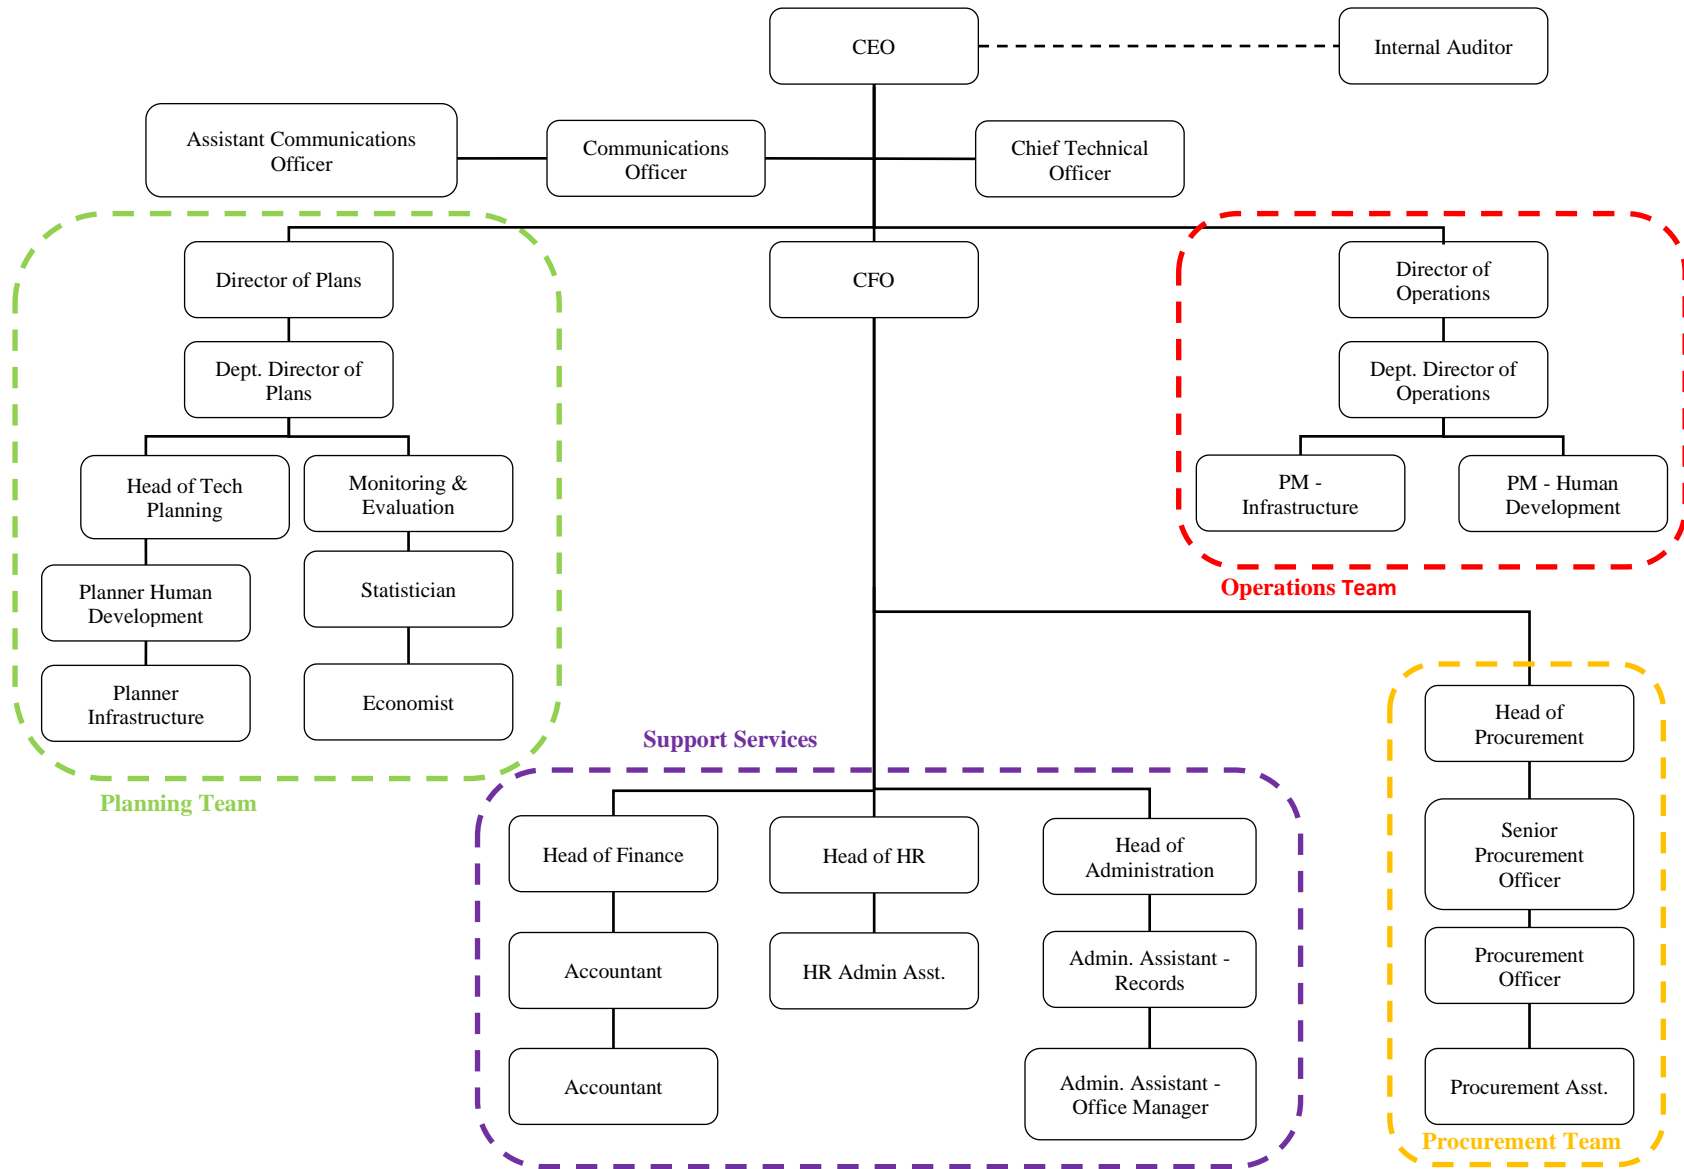 CEO
Internal Auditor
Assistant Communications
Officer
Communications
Officer
Chief Technical
Officer
Director of Plans
CFO
Director of
Operations
Dept. Director of
Plans
Dept. Director of
Operations
Head of Tech
Planning
Monitoring &
Evaluation
PM -
Infrastructure
PM - Human
Development
Planner Human
Development
Statistician
Operations Team
Planner
Infrastructure
Economist
Head of
Procurement
Support Services
Planning Team
Head of Finance
Head of HR
Head of
Administration
Senior
Procurement
Officer
Accountant
HR Admin Asst.
Admin. Assistant -
Records
Procurement
Officer
Accountant
Admin. Assistant -
Office Manager
Procurement Asst.
Procurement Team